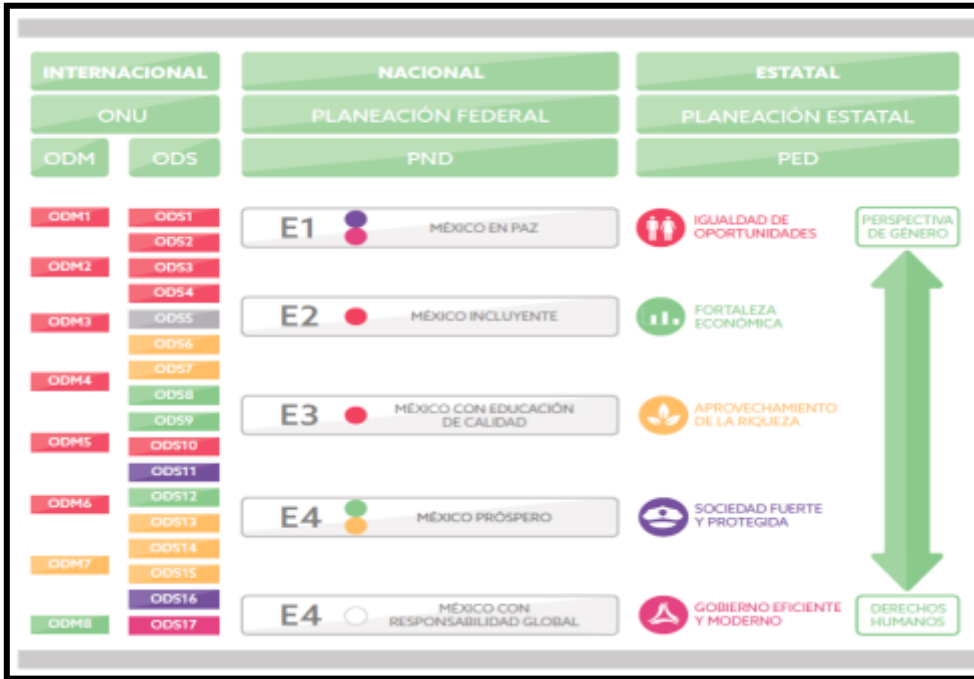 INTERNACIONAL
NACIONAL
ESTATAL
ONU
PLANEACIÓN FEDERAL
PLANEACIÓN ESTATAL
ODM
ODS
PND
PED
ODM1
ODM2
ODM3
ODM4
ODM5
ODM6
ODM7
ODM8
ODS1
ODS2
ODS3
ODS4
ODS5
ODS6
ODS7
ODS8
ODS9
ODS10
ODS11
ODS12
ODS13
ODS14
ODS15
ODS16
ODS17
E1
MÉXICO EN PAZ
E2
MÉXICO INCLUYENTE
E3
MÉXICO CON EDUCACIÓN
DE CALIDAD
E4
MÉXICO PRÓSPERO
E4
MÉXICO CON
RESPONSABILIDAD GLOBAL
IGUALDAD DE
OPORTUNIDADES
FORTALEZA
ECONÓMICA
APROVECHAMIENTO
DE LA RIQUEZA
SOCIEDAD FUERTE
Y PROTEGIDA
GOBIERNO EFICIENTE
Y MODERNO
PERSPECTIVA
DE GÉNERO
DERECHOS
HUMANOS